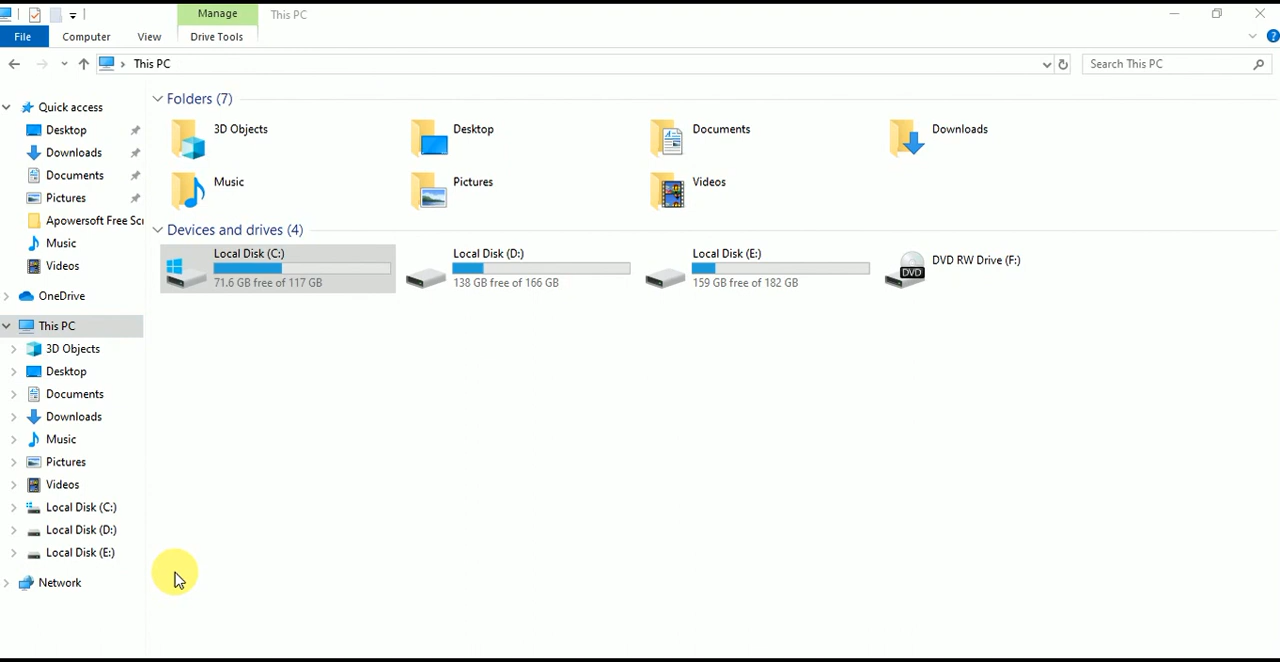 Manage
This PC
File
Computer
View
Drive Tools
This PC
Search This PC
Quick access
Desktop
Downloads
Documents
Pictures
Apowersoft Free Scr
Music
Videos
OneDrive
This PC
3D Objects
Desktop
Documents
Downloads
Music
Pictures
Videos
Local Disk (C:)
Local Disk (D:)
Local Disk (E:)
Network
Folders (7)
3D Objects
Desktop
Documents
Downloads
Music
Pictures
Videos
Devices and drives (4)
Local Disk (C:)
71.6 GB free of 117 GB
Local Disk (D:)
138 GB free of 166 GB
Local Disk (E:)
159 GB free of 182 GB
DVD
DVD RW Drive (F:)